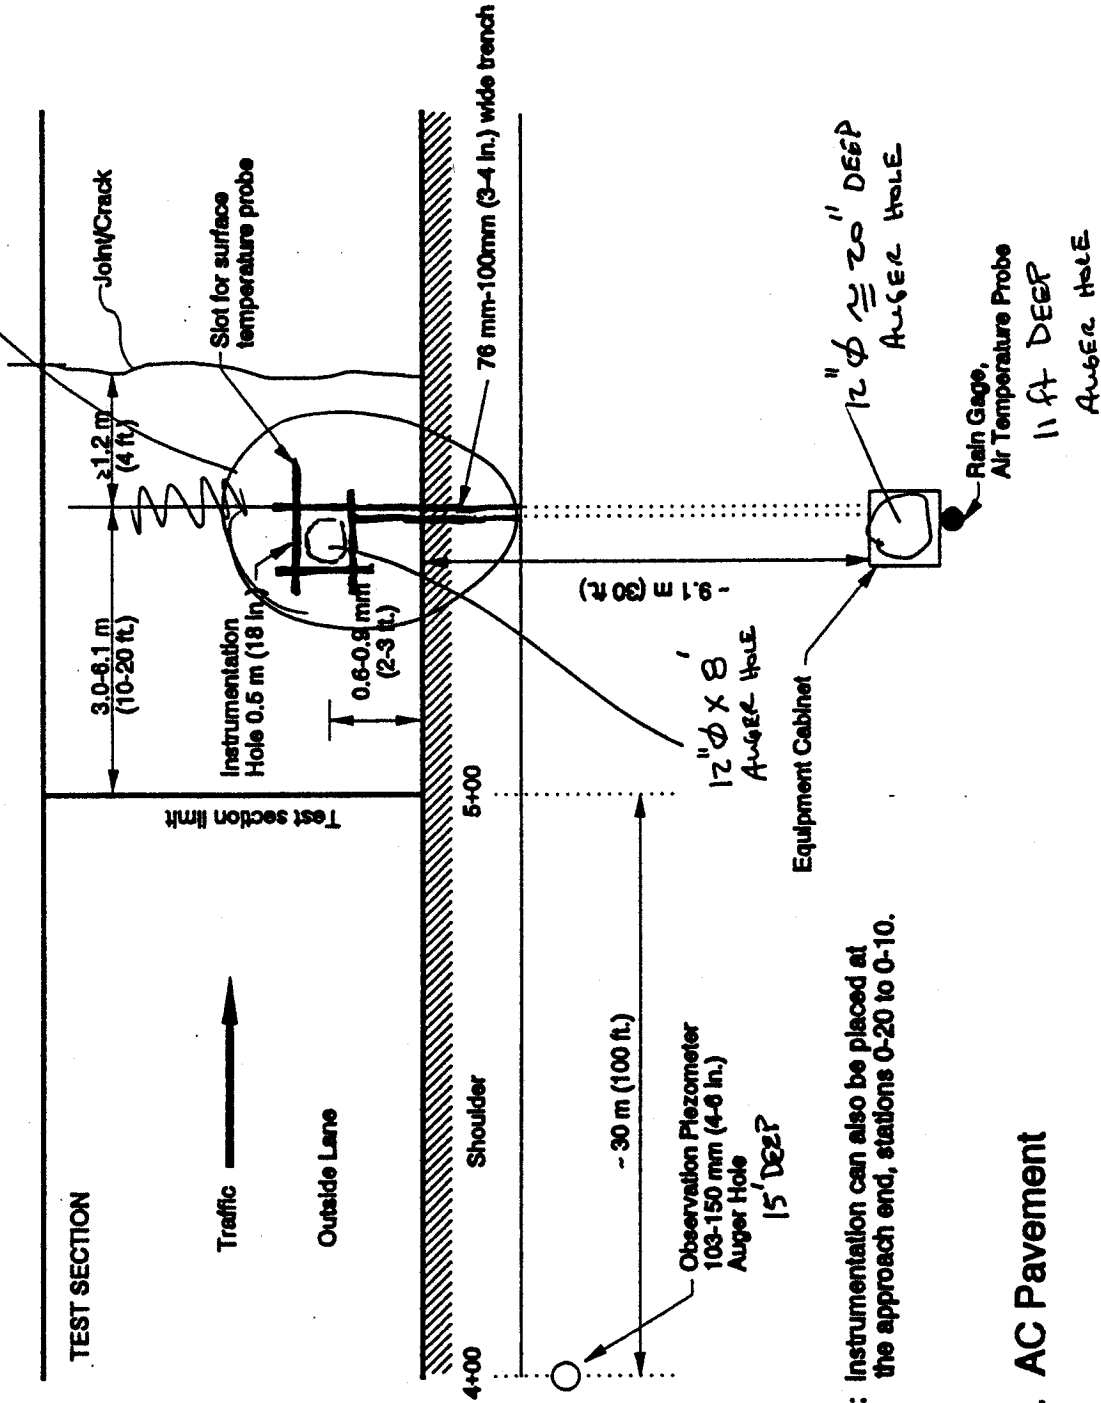 TEST SECTION
Traffic
Outside Lane
Test section limit
3.0-6.1 m
(10-20 ft.)
≥1.2 m
(4 ft.)
Joint/Crack
Slot for surface
temperature probe
Instrumentation
Hole 0.5 m (18 in.)
0.6-0.9 mm
(2-3 ft.)
76 mm-100mm (3-4 in.) wide trench
4+00
Shoulder
5+00
~ 30 m (100 ft.)
~ 9.1 m (30 ft.)
Observation Piezometer
103-150 mm (4-6 in.)
Auger Hole
15' DEEP
12" Ø x 8'
AUGER HOLE
12" Ø ≅ 20" DEEP
AUGER HOLE
Equipment Cabinet
Rain Gage,
Air Temperature Probe
11 ft DEEP
AUGER HOLE
: Instrumentation can also be placed at
the approach end, stations 0-20 to 0-10.
. AC Pavement